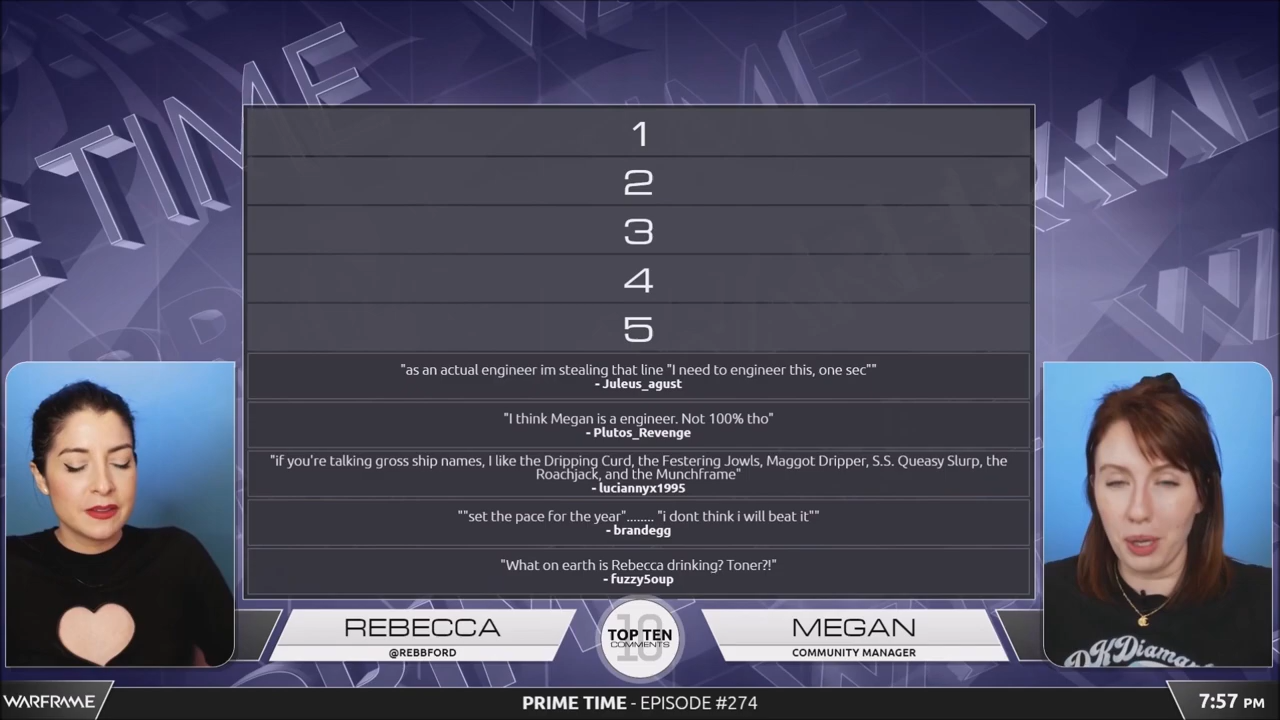 1
2
3
4
5
"as an actual engineer im stealing that line "I need to engineer this, one sec""
- Juleus_agust
"I think Megan is a engineer. Not 100% tho"
- Plutos_Revenge
"if you're talking gross ship names, I like the Dripping Curd, the Festering Jowls, Maggot Dripper, S.S. Queasy Slurp, the
Roachjack, and the Munchframe"
- luciannyx1995
""set the pace for the year"........ "i dont think i will beat it""
- brandegg
"What on earth is Rebecca drinking? Toner?!"
- fuzzy5oup
REBECCA
@REBBFORD
10
TOP TEN
COMMENTS
MEGAN
COMMUNITY MANAGER
DK Diamon
WARFRAME
PRIME TIME - EPISODE #274
7:57 PM